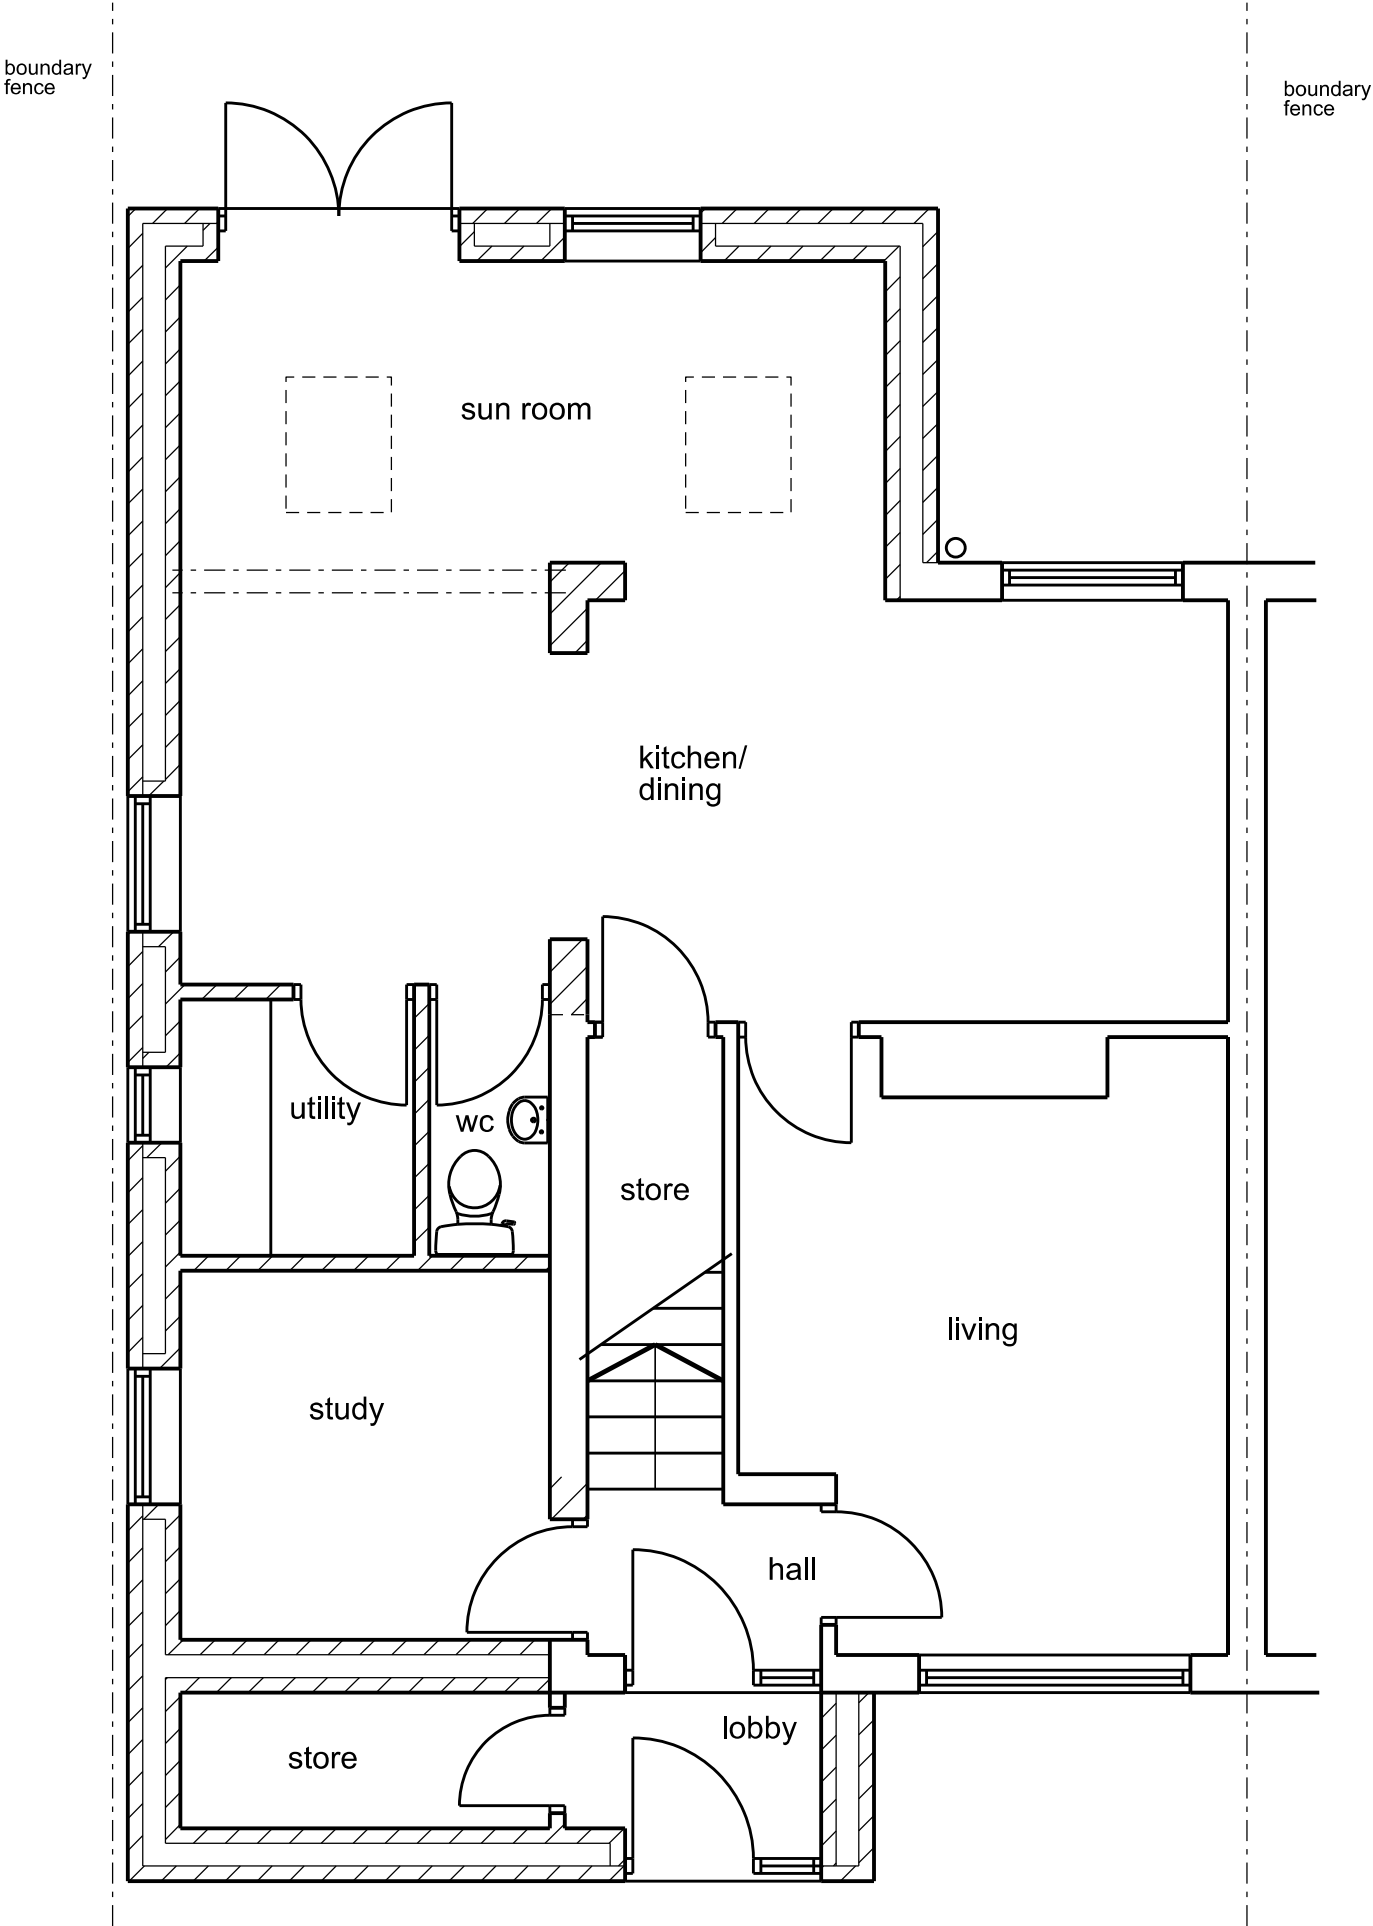 boundary
fence
boundary
fence
sun room
kitchen/
dining
utility
wc
store
living
study
hall
lobby
store